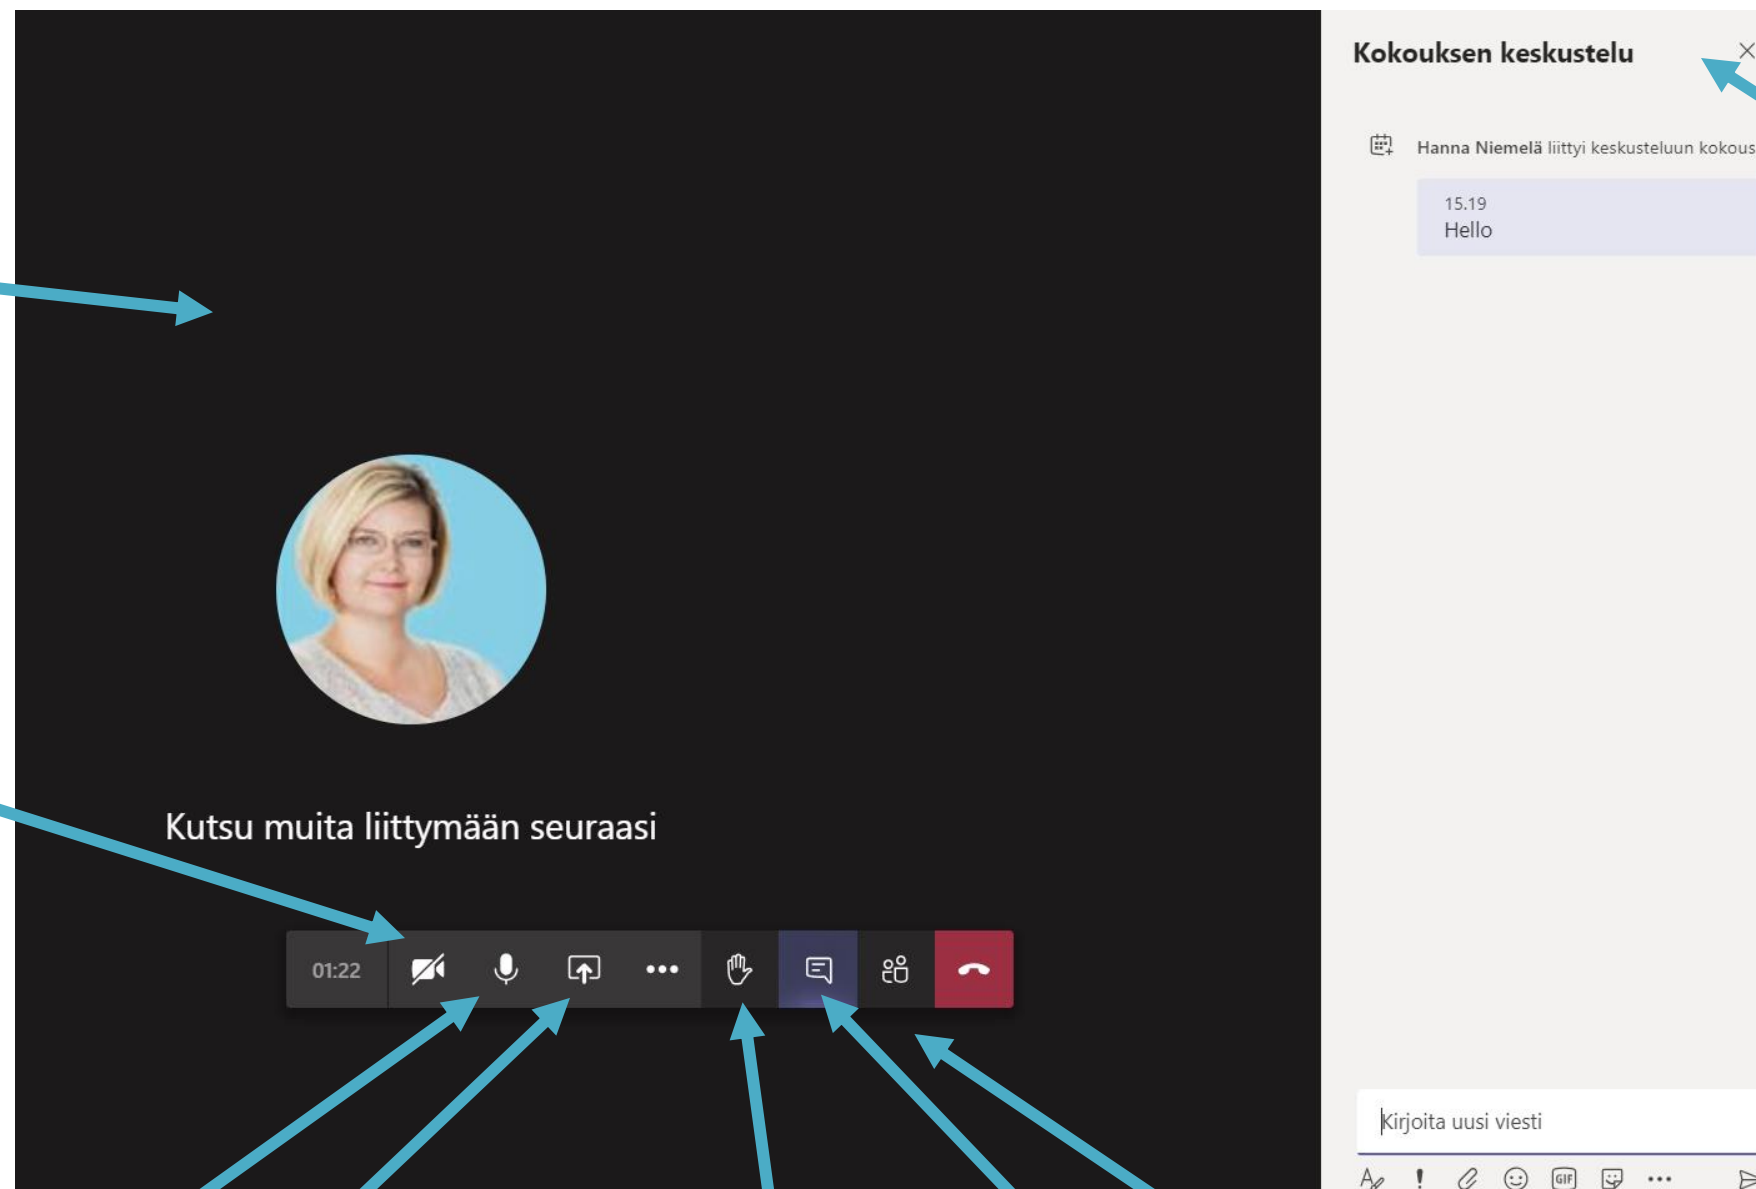 Kokouksen keskustelu
Hanna Niemelä liittyi keskusteluun kokous
15.19
Hello
Kutsu muita liittymään seuraasi
01:22
Kirjoita uusi viesti
GIF